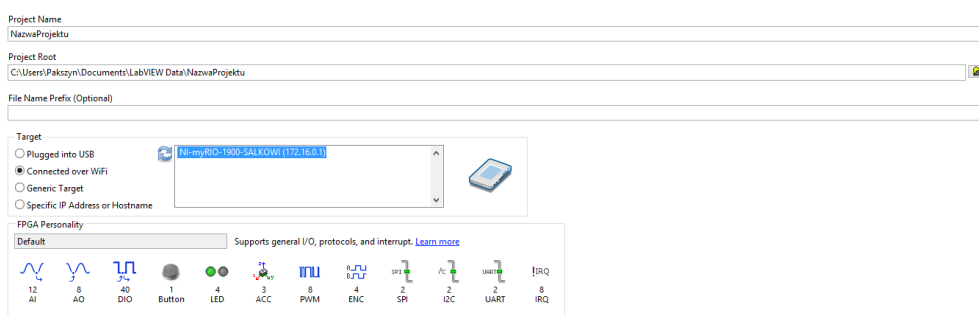 Project Name
NazwaProjektu
Project Root
C:\Users\Pakszyn\Documents\LabVIEW Data\NazwaProjektu
File Name Prefix (Optional)
Target
Plugged into USB
Connected over WiFi
Generic Target
Specific IP Address or Hostname
NI-myRIO-1900-SALKOWI (172.16.0.1)
FPGA Personality
Default
Supports general I/O, protocols, and interrupt. Learn more
SPI I²C UART !IRQ
12 8 40 1 4 3 8 4 2 2 2 8
AI AO DIO Button LED ACC PWM ENC SPI I2C UART IRQ